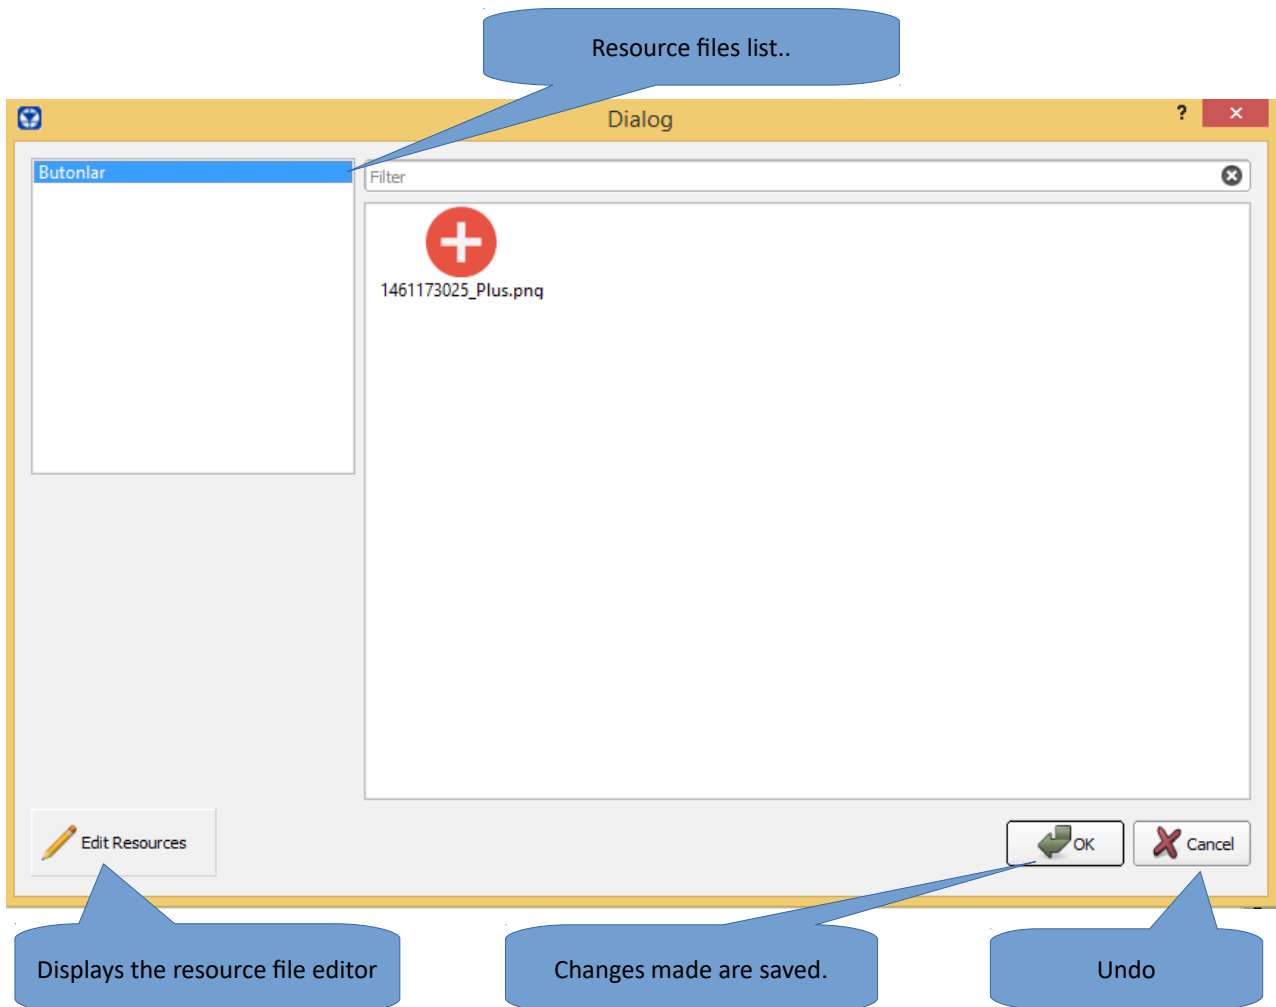 Resource files list..
Dialog
?
Butonlar
Filter
1461173025_Plus.png
Edit Resources
OK
Cancel
Displays the resource file editor
Changes made are saved.
Undo